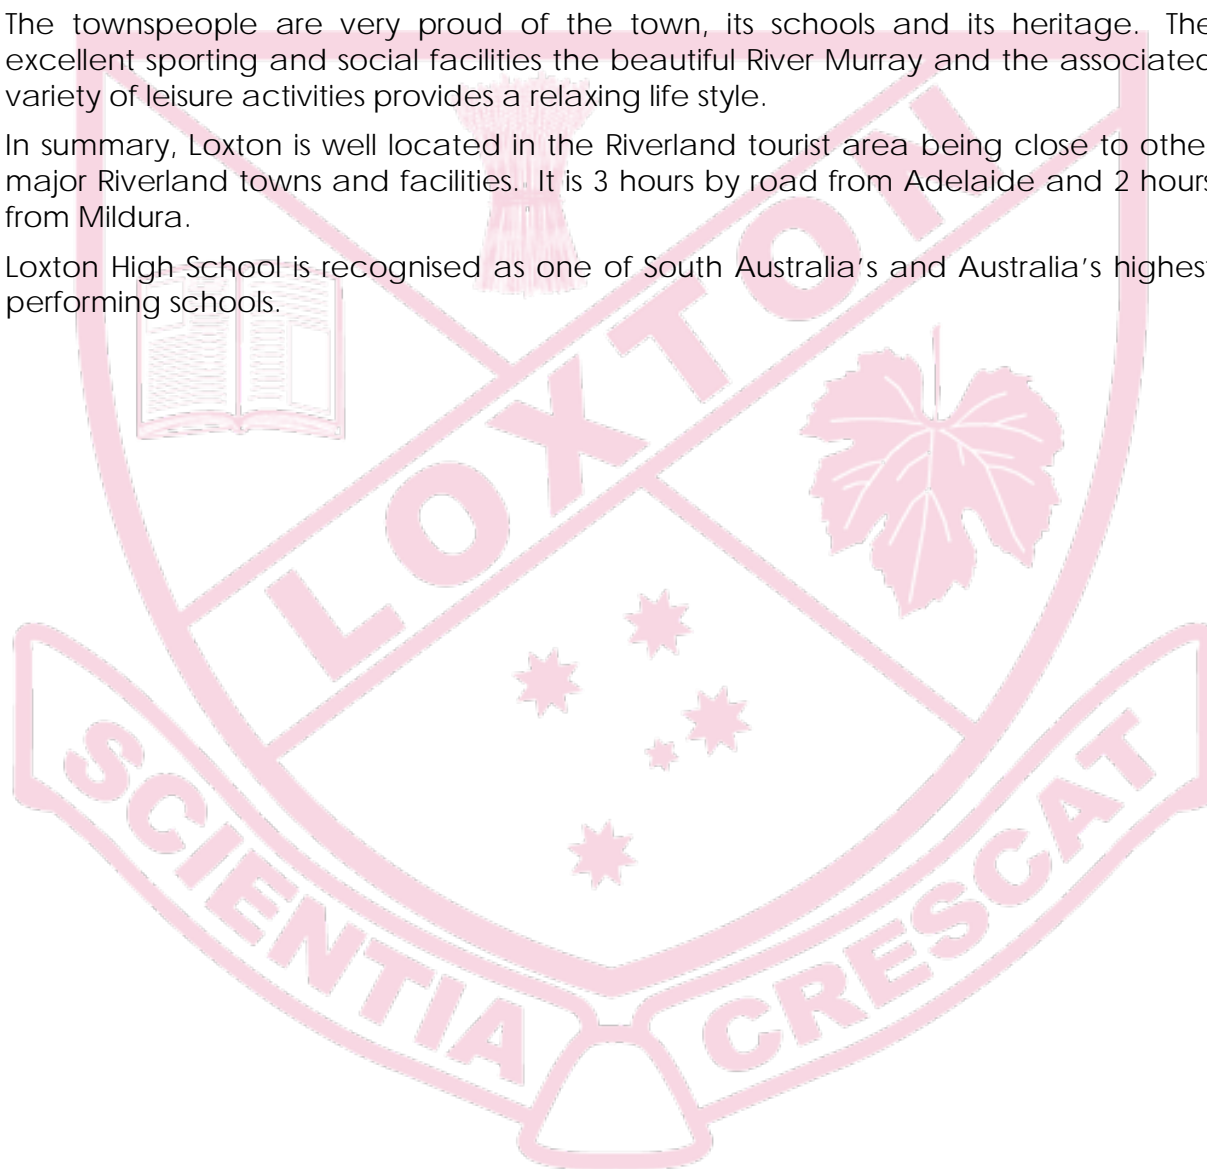 The townspeople are very proud of the town, its schools and its heritage. The
excellent sporting and social facilities the beautiful River Murray and the associated
variety of leisure activities provides a relaxing life style.
In summary, Loxton is well located in the Riverland tourist area being close to other
major Riverland towns and facilities. It is 3 hours by road from Adelaide and 2 hours
from Mildura.
Loxton High School is recognised as one of South Australia's and Australia's highest
performing schools.
LOXTON
SCIENTIA CRESCAT